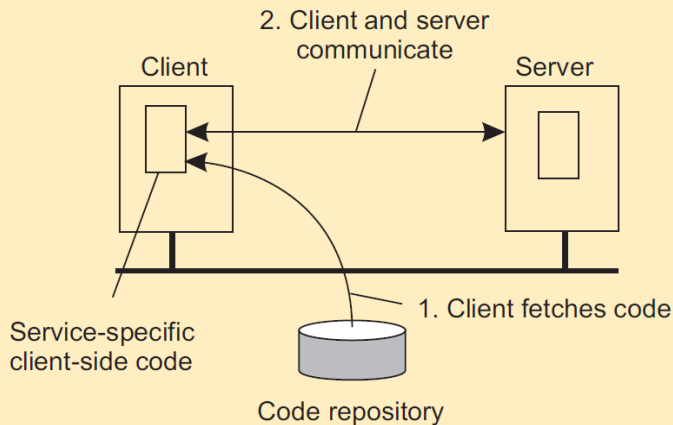 2. Client and server
communicate
Client
Server
1. Client fetches code
Service-specific
client-side code
Code repository